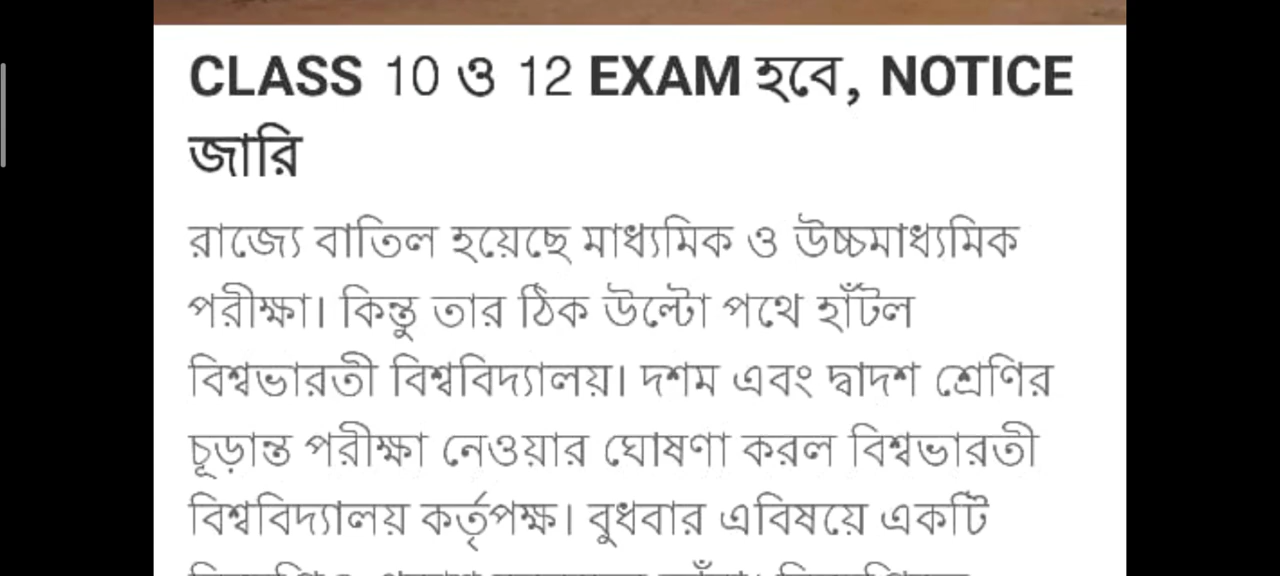 CLASS 10 ও 12 EXAM হবে, NOTICE
জারি
রাজ্যে বাতিল হয়েছে মাধ্যমিক ও উচ্চমাধ্যমিক
পরীক্ষা। কিন্তু তার ঠিক উল্টো পথে হাঁটল
বিশ্বভারতী বিশ্ববিদ্যালয়। দশম এবং দ্বাদশ শ্রেণির
চূড়ান্ত পরীক্ষা নেওয়ার ঘোষণা করল বিশ্বভারতী
বিশ্ববিদ্যালয় কর্তৃপক্ষ। বুধবার এবিষয়ে একটি